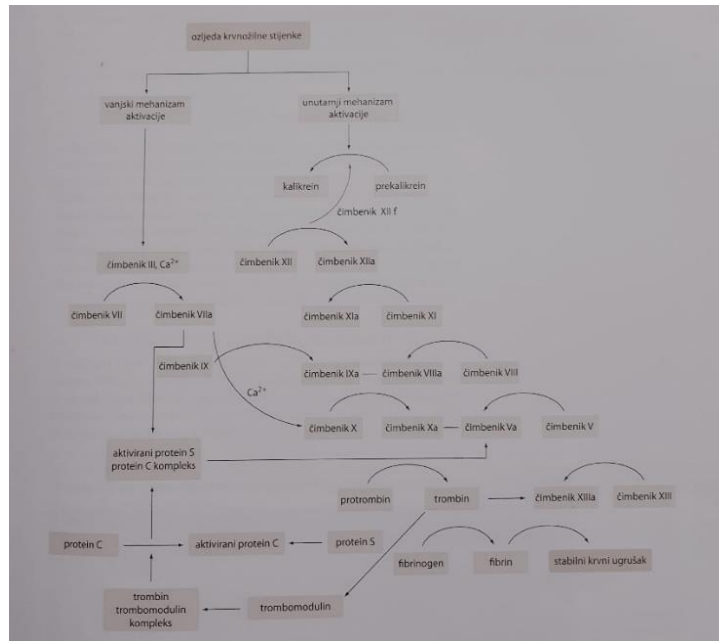 ozljeda krvnožilne stijenke
vanjski mehanizam
aktivacije
unutarnji mehanizam
aktivacije
kalikrein
prekalikrein
čimbenik XII f
čimbenik III, Ca²⁺
čimbenik XII
čimbenik XIIa
čimbenik VII
čimbenik VIIa
čimbenik XIa
čimbenik XI
čimbenik IX
čimbenik IXa
čimbenik VIIIa
čimbenik VIII
Ca²⁺
čimbenik X
čimbenik Xa
čimbenik Va
čimbenik V
aktivirani protein S
protein C kompleks
protrombin
trombin
čimbenik XIIIa
čimbenik XIII
protein C
aktivirani protein C
protein S
fibrinogen
fibrin
stabilni krvni ugrušak
trombin
trombomodulin
kompleks
trombomodulin